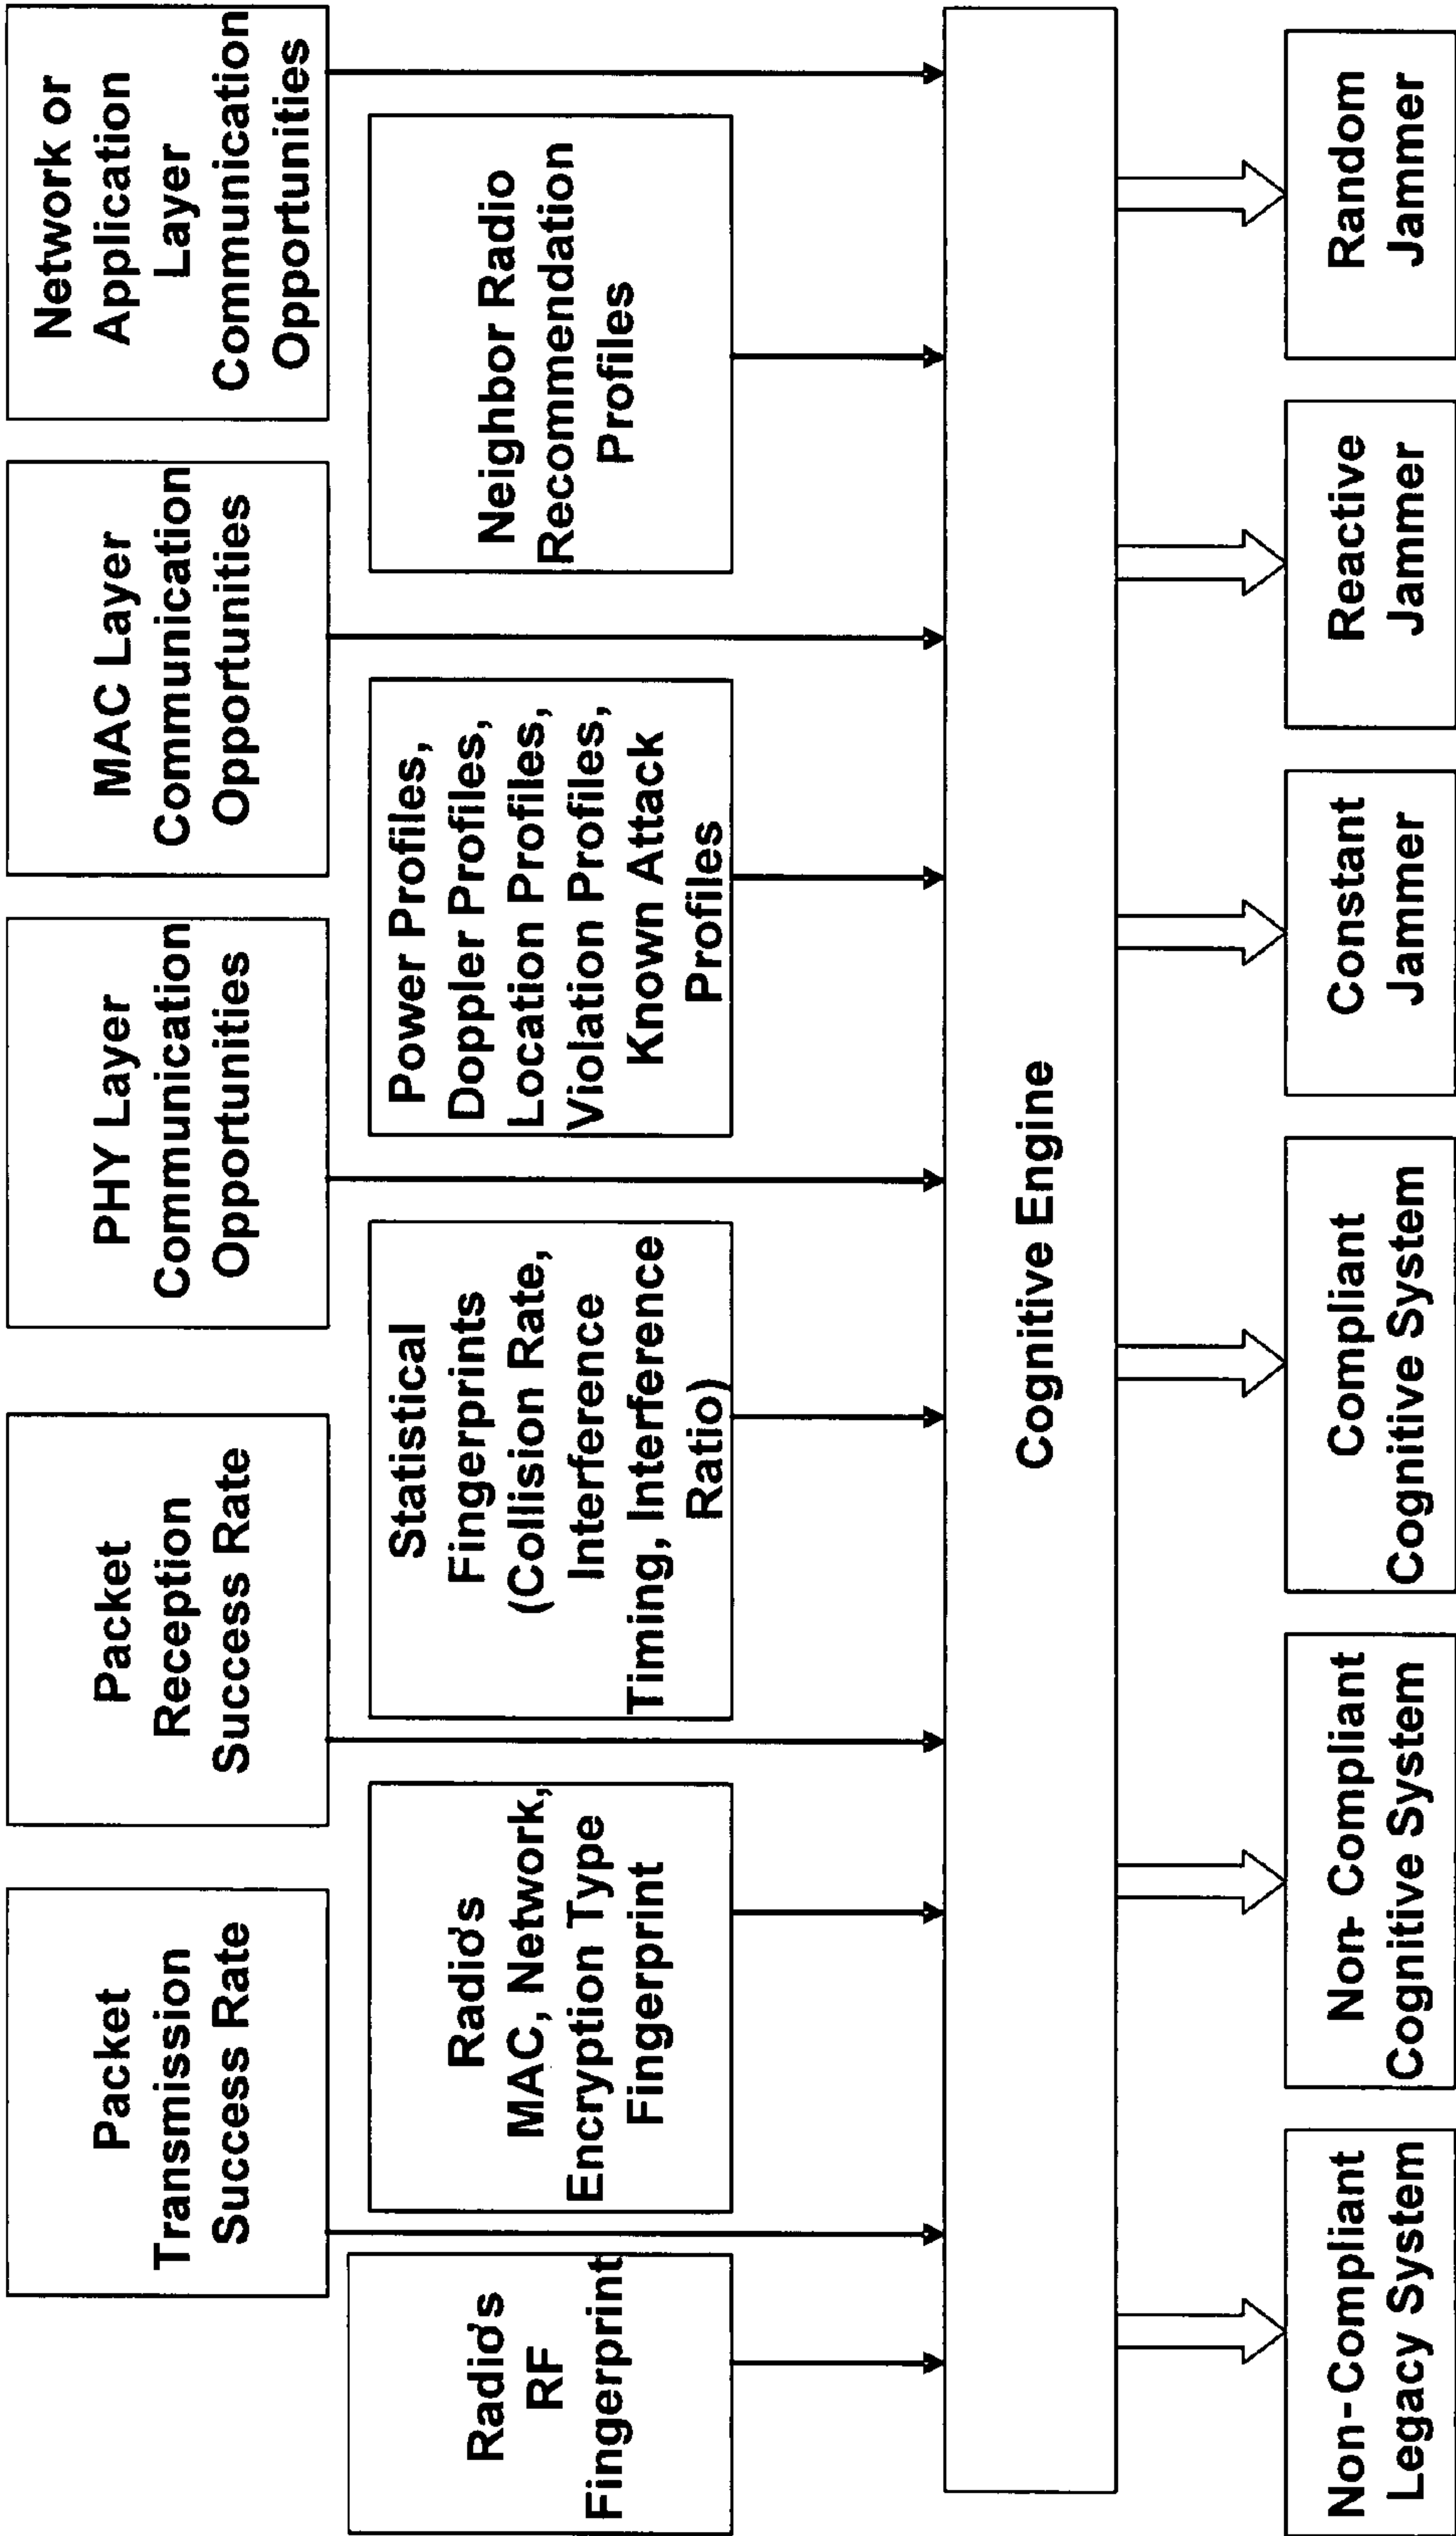 Packet
Transmission
Success Rate
Packet
Reception
Success Rate
PHY Layer
Communication
Opportunities
MAC Layer
Communication
Opportunities
Network or
Application
Layer
Communication
Opportunities
Radio's
RF
Fingerprint
Radio's
MAC, Network,
Encryption Type
Fingerprint
Statistical
Fingerprints
(Collision Rate,
Interference
Timing, Interference
Ratio)
Power Profiles,
Doppler Profiles,
Location Profiles,
Violation Profiles,
Known Attack
Profiles
Neighbor Radio
Recommendation
Profiles
Cognitive Engine
Non-Compliant
Legacy System
Non- Compliant
Cognitive System
Compliant
Cognitive System
Constant
Jammer
Reactive
Jammer
Random
Jammer